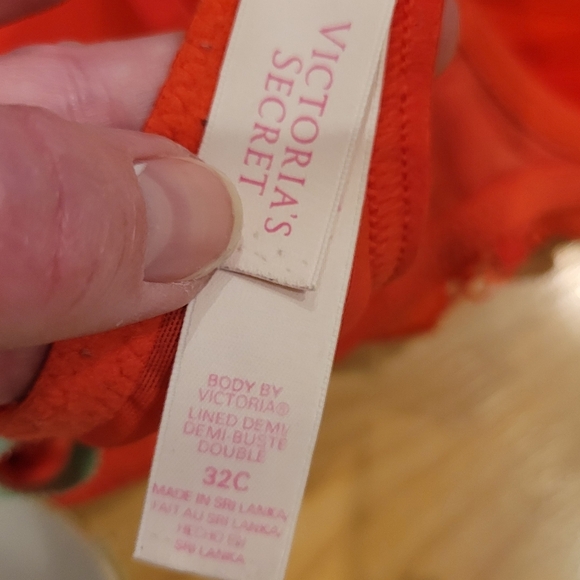 VICTORIA'S
SECRET
BODY BY
VICTORIA®
LINED DEMI/
DEMI-BUSTE
DOUBLÉ
32C
MADE IN SRI LANKA/
FAIT AU SRI LANKA/
HECHO EN
SRI LANKA